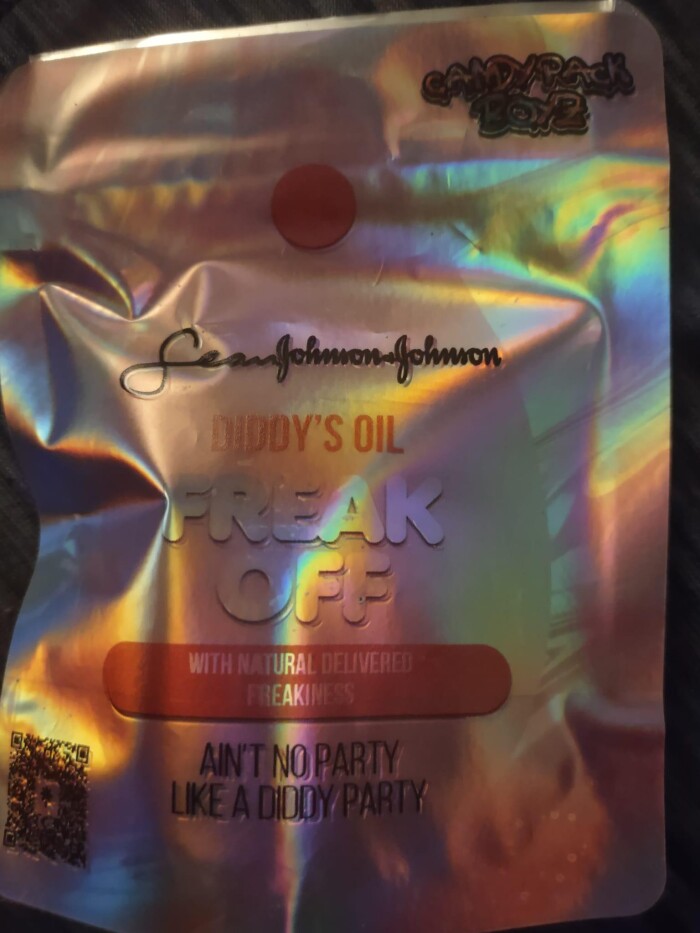 CANDY PACK
BOYZ
Sean Johnson & Johnson
DIDDY'S OIL
FREAK
OFF
WITH NATURAL DELIVERED
FREAKINESS
AIN'T NO PARTY
LIKE A DIDDY PARTY